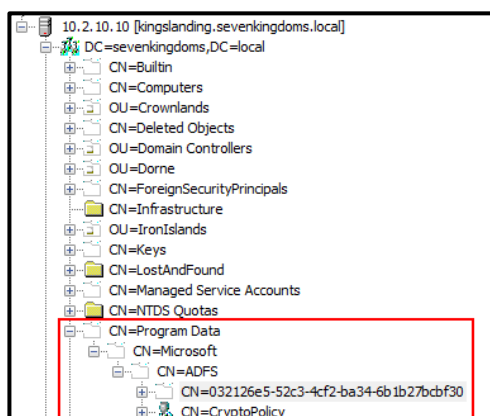 10.2.10.10 [kingslanding.sevenkingdoms.local]
DC=sevenkingdoms,DC=local
CN=Builtin
CN=Computers
OU=Crownlands
CN=Deleted Objects
OU=Domain Controllers
OU=Dorne
CN=ForeignSecurityPrincipals
CN=Infrastructure
OU=IronIslands
CN=Keys
CN=LostAndFound
CN=Managed Service Accounts
CN=NTDS Quotas
CN=Program Data
CN=Microsoft
CN=ADFS
CN=032126e5-52c3-4cf2-ba34-6b1b27bcbf30
CN=CryptoPolicy